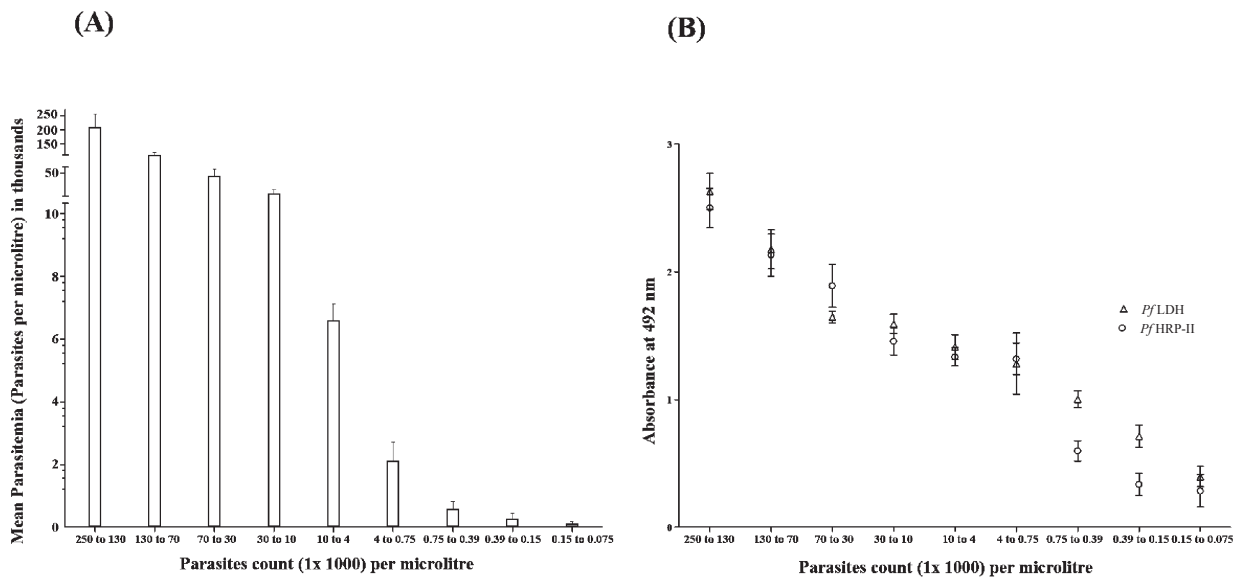 (A)
Mean Parasitemia (Parasites per microlitre) in thousands
250
200
150
50
10
8
6
4
2
0
250 to 130
130 to 70
70 to 30
30 to 10
10 to 4
4 to 0.75
0.75 to 0.39
0.39 to 0.15
0.15 to 0.075
Parasites count (1x 1000) per microlitre
(B)
Absorbance at 492 nm
3
2
1
0
PfLDH
PfHRP-II
250 to 130
130 to 70
70 to 30
30 to 10
10 to 4
4 to 0.75
0.75 to 0.39
0.39 to 0.15
0.15 to 0.075
Parasites count (1x 1000) per microlitre